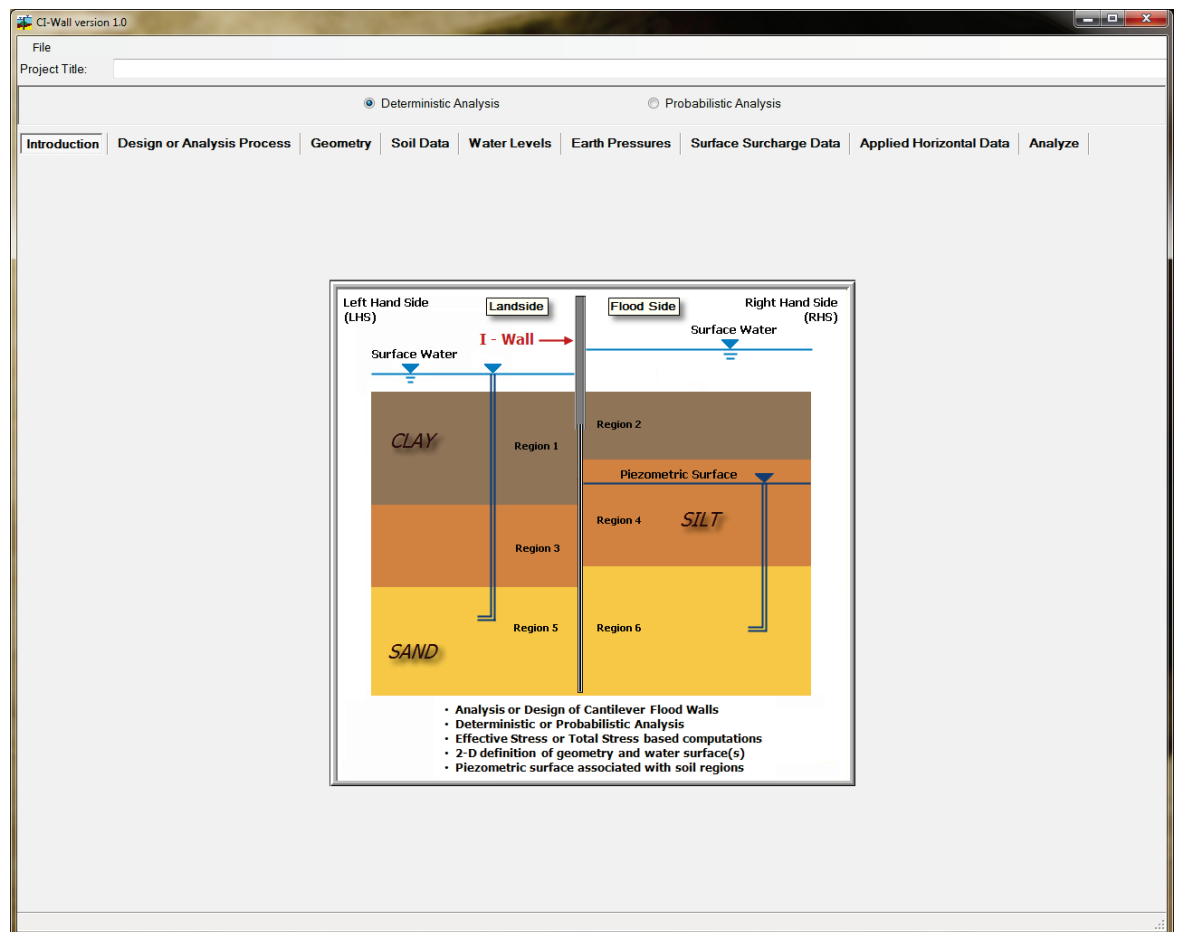 CI-Wall version 1.0
File
Project Title:
Deterministic Analysis Probabilistic Analysis
Introduction Design or Analysis Process Geometry Soil Data Water Levels Earth Pressures Surface Surcharge Data Applied Horizontal Data Analyze
Left Hand Side
(LHS)
Landside
Flood Side
Right Hand Side
(RHS)
I - Wall
Surface Water
Surface Water
CLAY
Region 1
Region 2
Piezometric Surface
Region 3
Region 4
SILT
SAND
Region 5
Region 6
· Analysis or Design of Cantilever Flood Walls
· Deterministic or Probabilistic Analysis
· Effective Stress or Total Stress based computations
· 2-D definition of geometry and water surface(s)
· Piezometric surface associated with soil regions